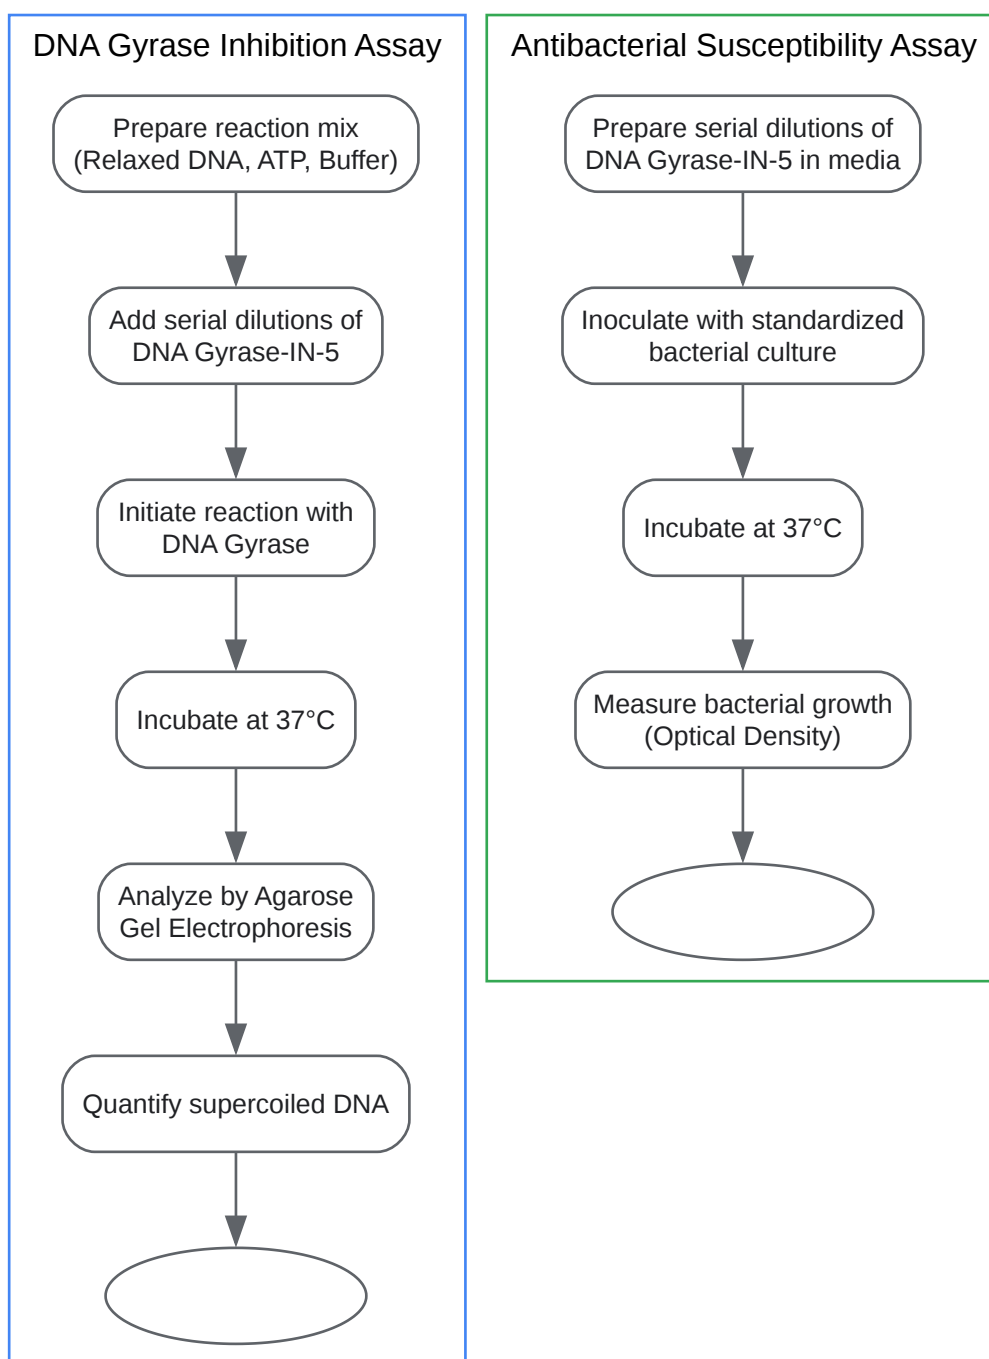 DNA Gyrase Inhibition Assay
Prepare reaction mix
(Relaxed DNA, ATP, Buffer)
Add serial dilutions of
DNA Gyrase-IN-5
Initiate reaction with
DNA Gyrase
Incubate at 37°C
Analyze by Agarose
Gel Electrophoresis
Quantify supercoiled DNA
Antibacterial Susceptibility Assay
Prepare serial dilutions of
DNA Gyrase-IN-5 in media
Inoculate with standardized
bacterial culture
Incubate at 37°C
Measure bacterial growth
(Optical Density)